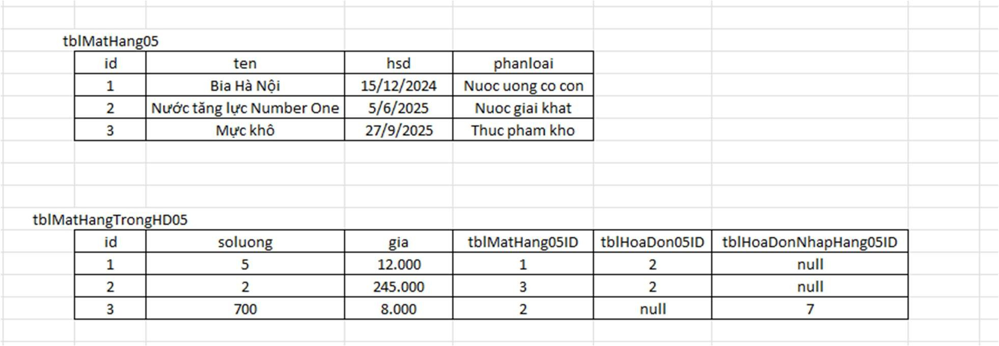 tblMatHang05
id ten hsd phanloai
1 Bia Hà Nội 15/12/2024 Nuoc uong co con
2 Nước tăng lực Number One 5/6/2025 Nuoc giai khat
3 Mực khô 27/9/2025 Thuc pham kho
tblMatHangTrongHD05
id soluong gia tblMatHang05ID tblHoaDon05ID tblHoaDonNhapHang05ID
1 5 12.000 1 2 null
2 2 245.000 3 2 null
3 700 8.000 2 null 7